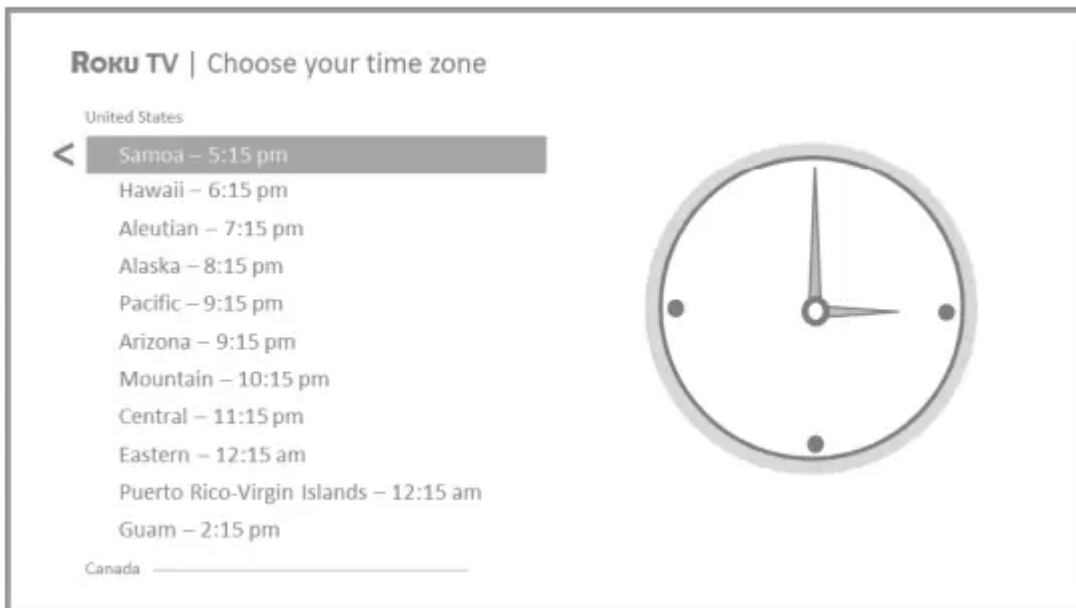 ROKU TV | Choose your time zone
United States
<
Samoa – 5:15 pm
Hawaii – 6:15 pm
Aleutian – 7:15 pm
Alaska – 8:15 pm
Pacific – 9:15 pm
Arizona – 9:15 pm
Mountain – 10:15 pm
Central – 11:15 pm
Eastern – 12:15 am
Puerto Rico-Virgin Islands – 12:15 am
Guam – 2:15 pm
Canada